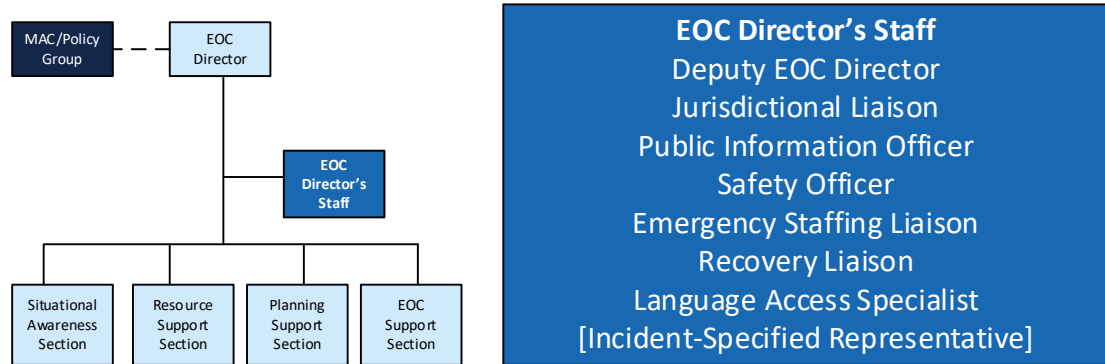 MAC/Policy
Group
EOC
Director
EOC
Director’s
Staff
Situational
Awareness
Section
Resource
Support
Section
Planning
Support
Section
EOC
Support
Section
EOC Director’s Staff
Deputy EOC Director
Jurisdictional Liaison
Public Information Officer
Safety Officer
Emergency Staffing Liaison
Recovery Liaison
Language Access Specialist
[Incident-Specified Representative]